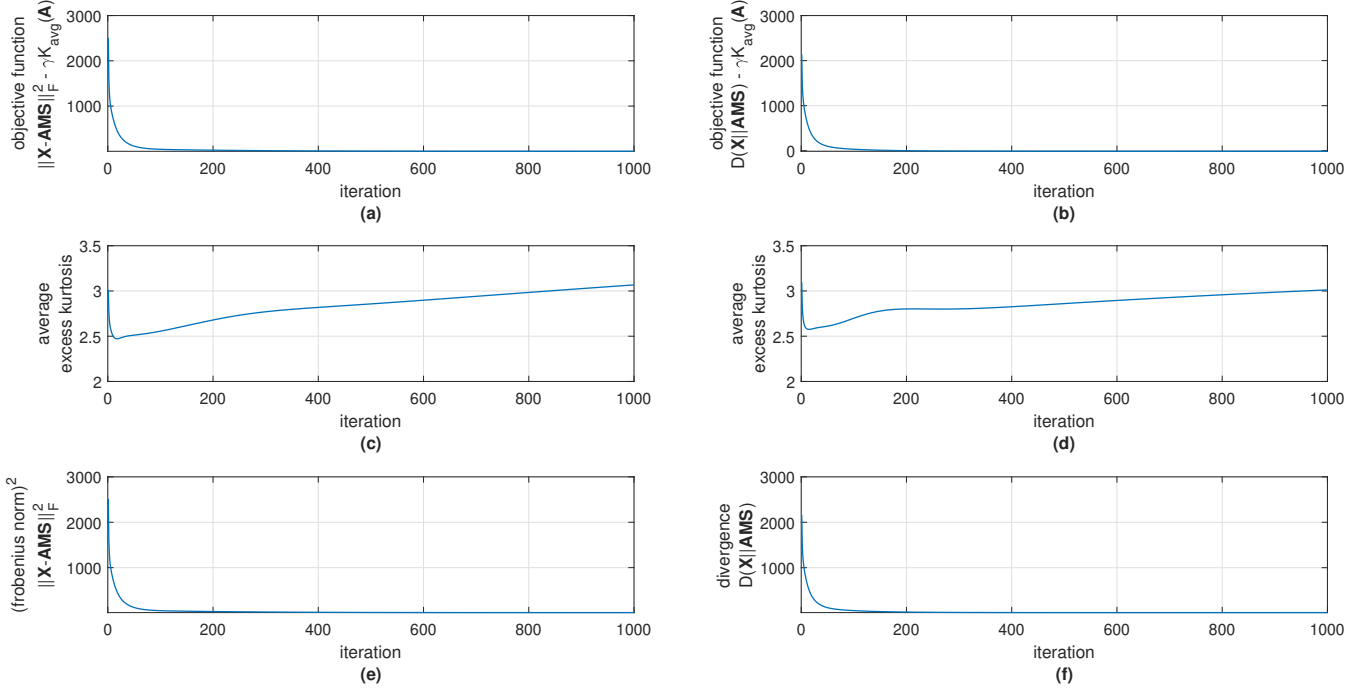 objective function
||X-AMS||²_F - γK_avg(A)
3000
2000
1000
0 200 400 600 800 1000
iteration
(a)
objective function
D(X||AMS) - γK_avg(A)
3000
2000
1000
0
0 200 400 600 800 1000
iteration
(b)
average
excess kurtosis
3.5
3
2.5
2
0 200 400 600 800 1000
iteration
(c)
average
excess kurtosis
3.5
3
2.5
2
0 200 400 600 800 1000
iteration
(d)
(frobenius norm)²
||X-AMS||²_F
3000
2000
1000
0 200 400 600 800 1000
iteration
(e)
divergence
D(X||AMS)
3000
2000
1000
0 200 400 600 800 1000
iteration
(f)